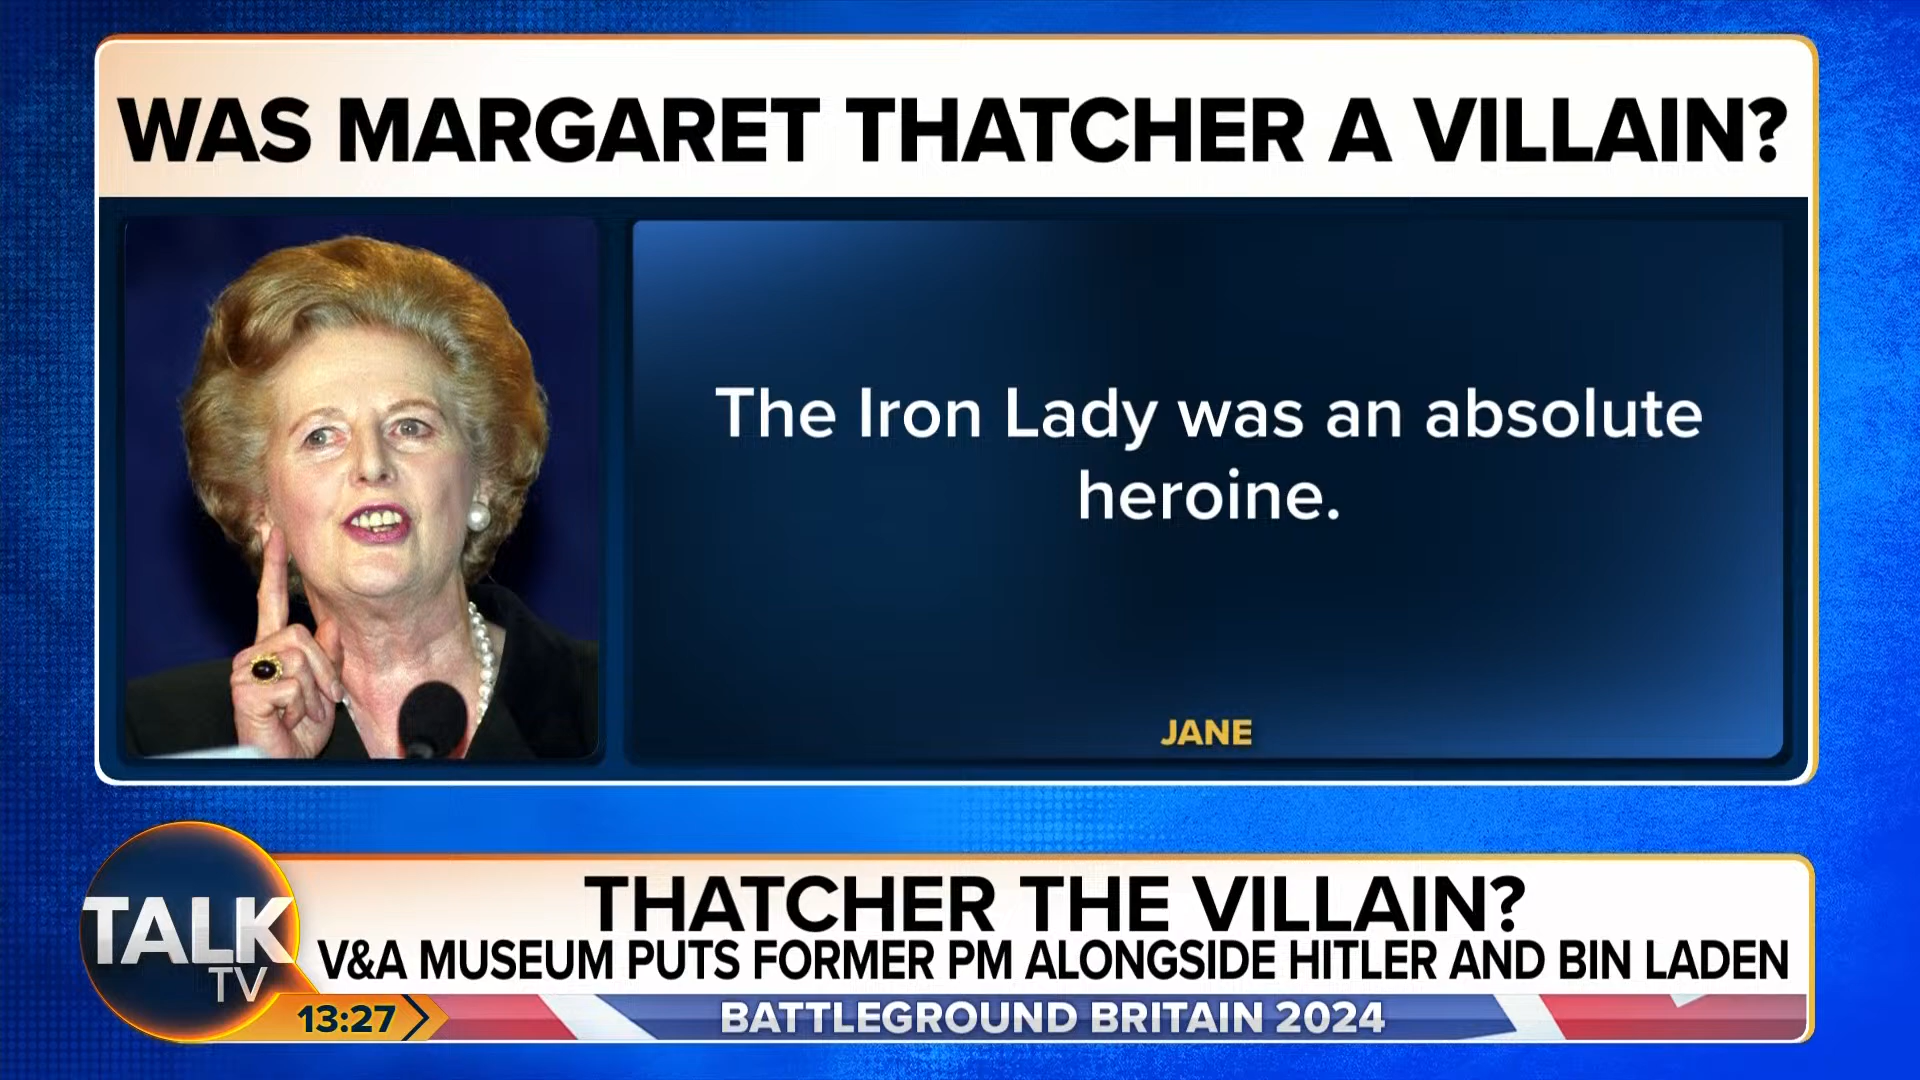 WAS MARGARET THATCHER A VILLAIN?
The Iron Lady was an absolute
heroine.
JANE
TALK
TV
THATCHER THE VILLAIN?
V&A MUSEUM PUTS FORMER PM ALONGSIDE HITLER AND BIN LADEN
13:27
BATTLEGROUND BRITAIN 2024